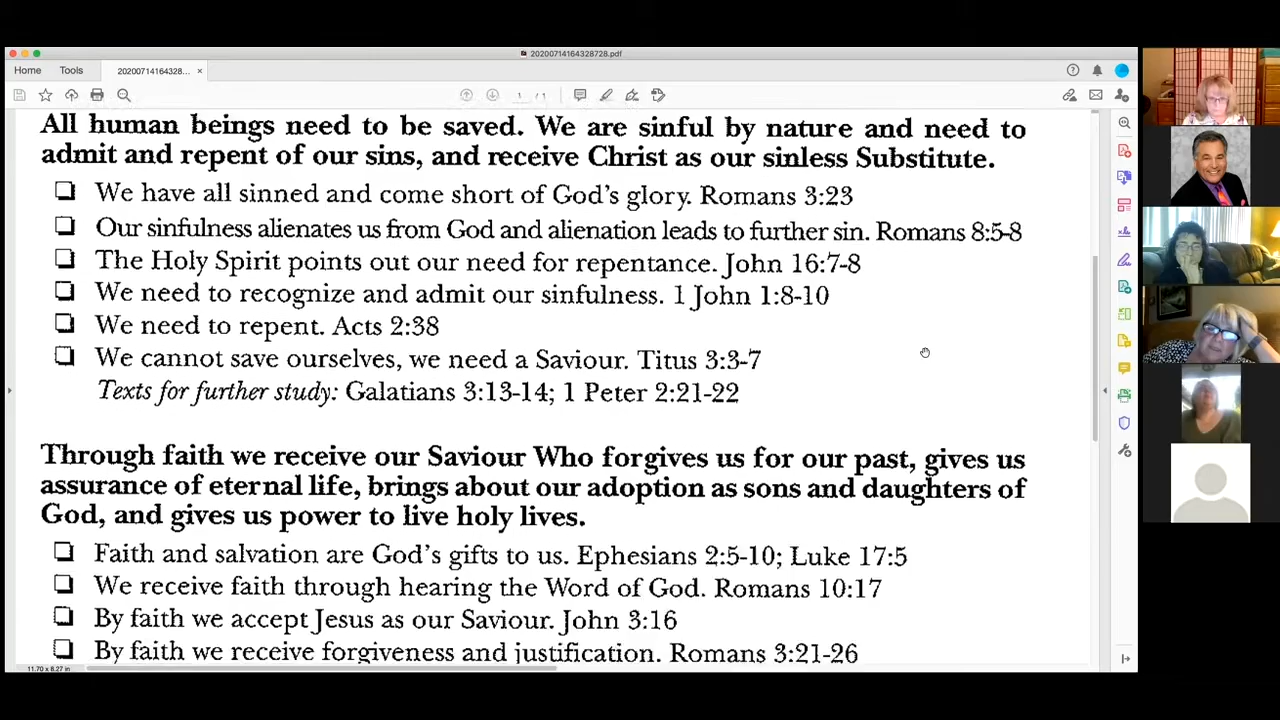 20200714164328728.pdf
Home Tools 20200714164328... ×
1 / 1
All human beings need to be saved. We are sinful by nature and need to
admit and repent of our sins, and receive Christ as our sinless Substitute.
We have all sinned and come short of God's glory. Romans 3:23
Our sinfulness alienates us from God and alienation leads to further sin. Romans 8:5-8
The Holy Spirit points out our need for repentance. John 16:7-8
We need to recognize and admit our sinfulness. 1 John 1:8-10
We need to repent. Acts 2:38
We cannot save ourselves, we need a Saviour. Titus 3:3-7
Texts for further study: Galatians 3:13-14; 1 Peter 2:21-22
Through faith we receive our Saviour Who forgives us for our past, gives us
assurance of eternal life, brings about our adoption as sons and daughters of
God, and gives us power to live holy lives.
Faith and salvation are God's gifts to us. Ephesians 2:5-10; Luke 17:5
We receive faith through hearing the Word of God. Romans 10:17
By faith we accept Jesus as our Saviour. John 3:16
By faith we receive forgiveness and justification. Romans 3:21-26
11.70 x 8.27 in